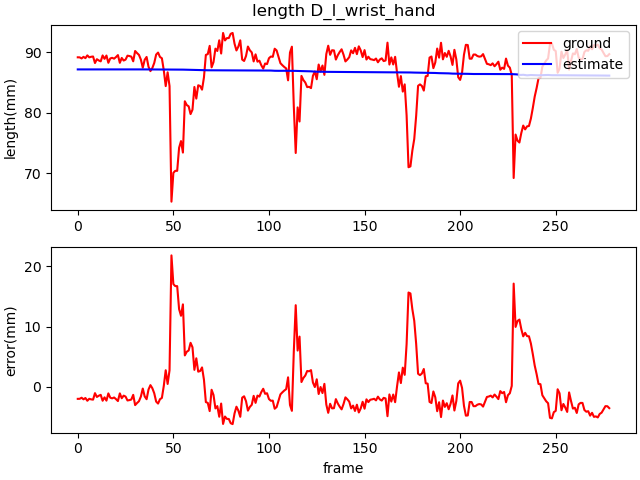 length D_l_wrist_hand
90
80
70
length(mm)
0 50 100 150 200 250
ground
estimate
20
10
0
error(mm)
0 50 100 150 200 250
frame